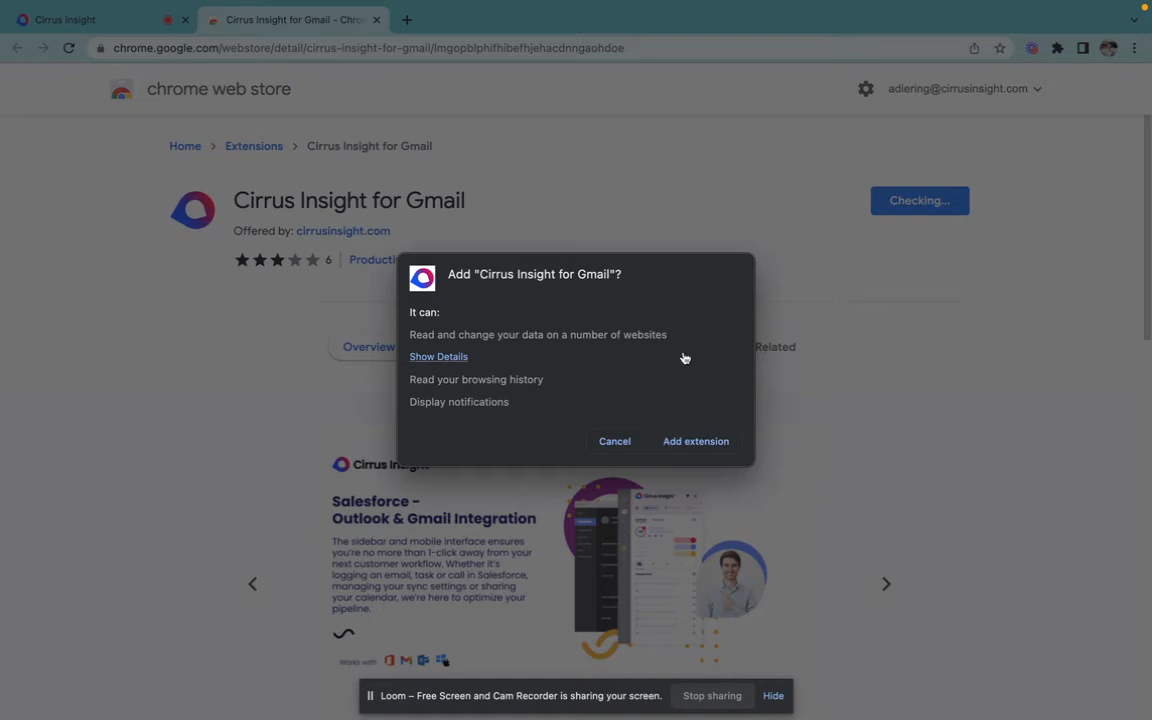 Cirrus Insight
Cirrus Insight for Gmail - Chro
chrome.google.com/webstore/detail/cirrus-insight-for-gmail/lmgopblphifhibefhjehacdnngaohdoe
chrome web store
adiering@cirrusinsight.com
Home > Extensions > Cirrus Insight for Gmail
Cirrus Insight for Gmail
Checking...
Offered by: cirrusinsight.com
6
Producti
Add "Cirrus Insight for Gmail"?
It can:
Read and change your data on a number of websites
Overview
Related
Show Details
Read your browsing history
Display notifications
Cancel
Add extension
Cirrus Insight
Salesforce -
Outlook & Gmail Integration
The sidebar and mobile interface ensures
you're no more than 1-click away from your
next customer workflow. Whether it's
logging an email, task or call in Salesforce,
managing your sync settings or sharing
your calendar, we're here to optimize your
pipeline.
Works with
Loom – Free Screen and Cam Recorder is sharing your screen.
Stop sharing
Hide